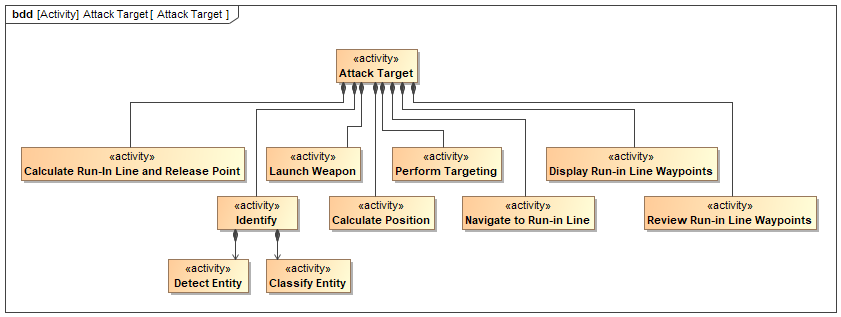 bdd [Activity] Attack Target [ Attack Target ]
«activity»
Attack Target
«activity»
Calculate Run-In Line and Release Point
«activity»
Launch Weapon
«activity»
Perform Targeting
«activity»
Display Run-in Line Waypoints
«activity»
Identify
«activity»
Calculate Position
«activity»
Navigate to Run-in Line
«activity»
Review Run-in Line Waypoints
«activity»
Detect Entity
«activity»
Classify Entity